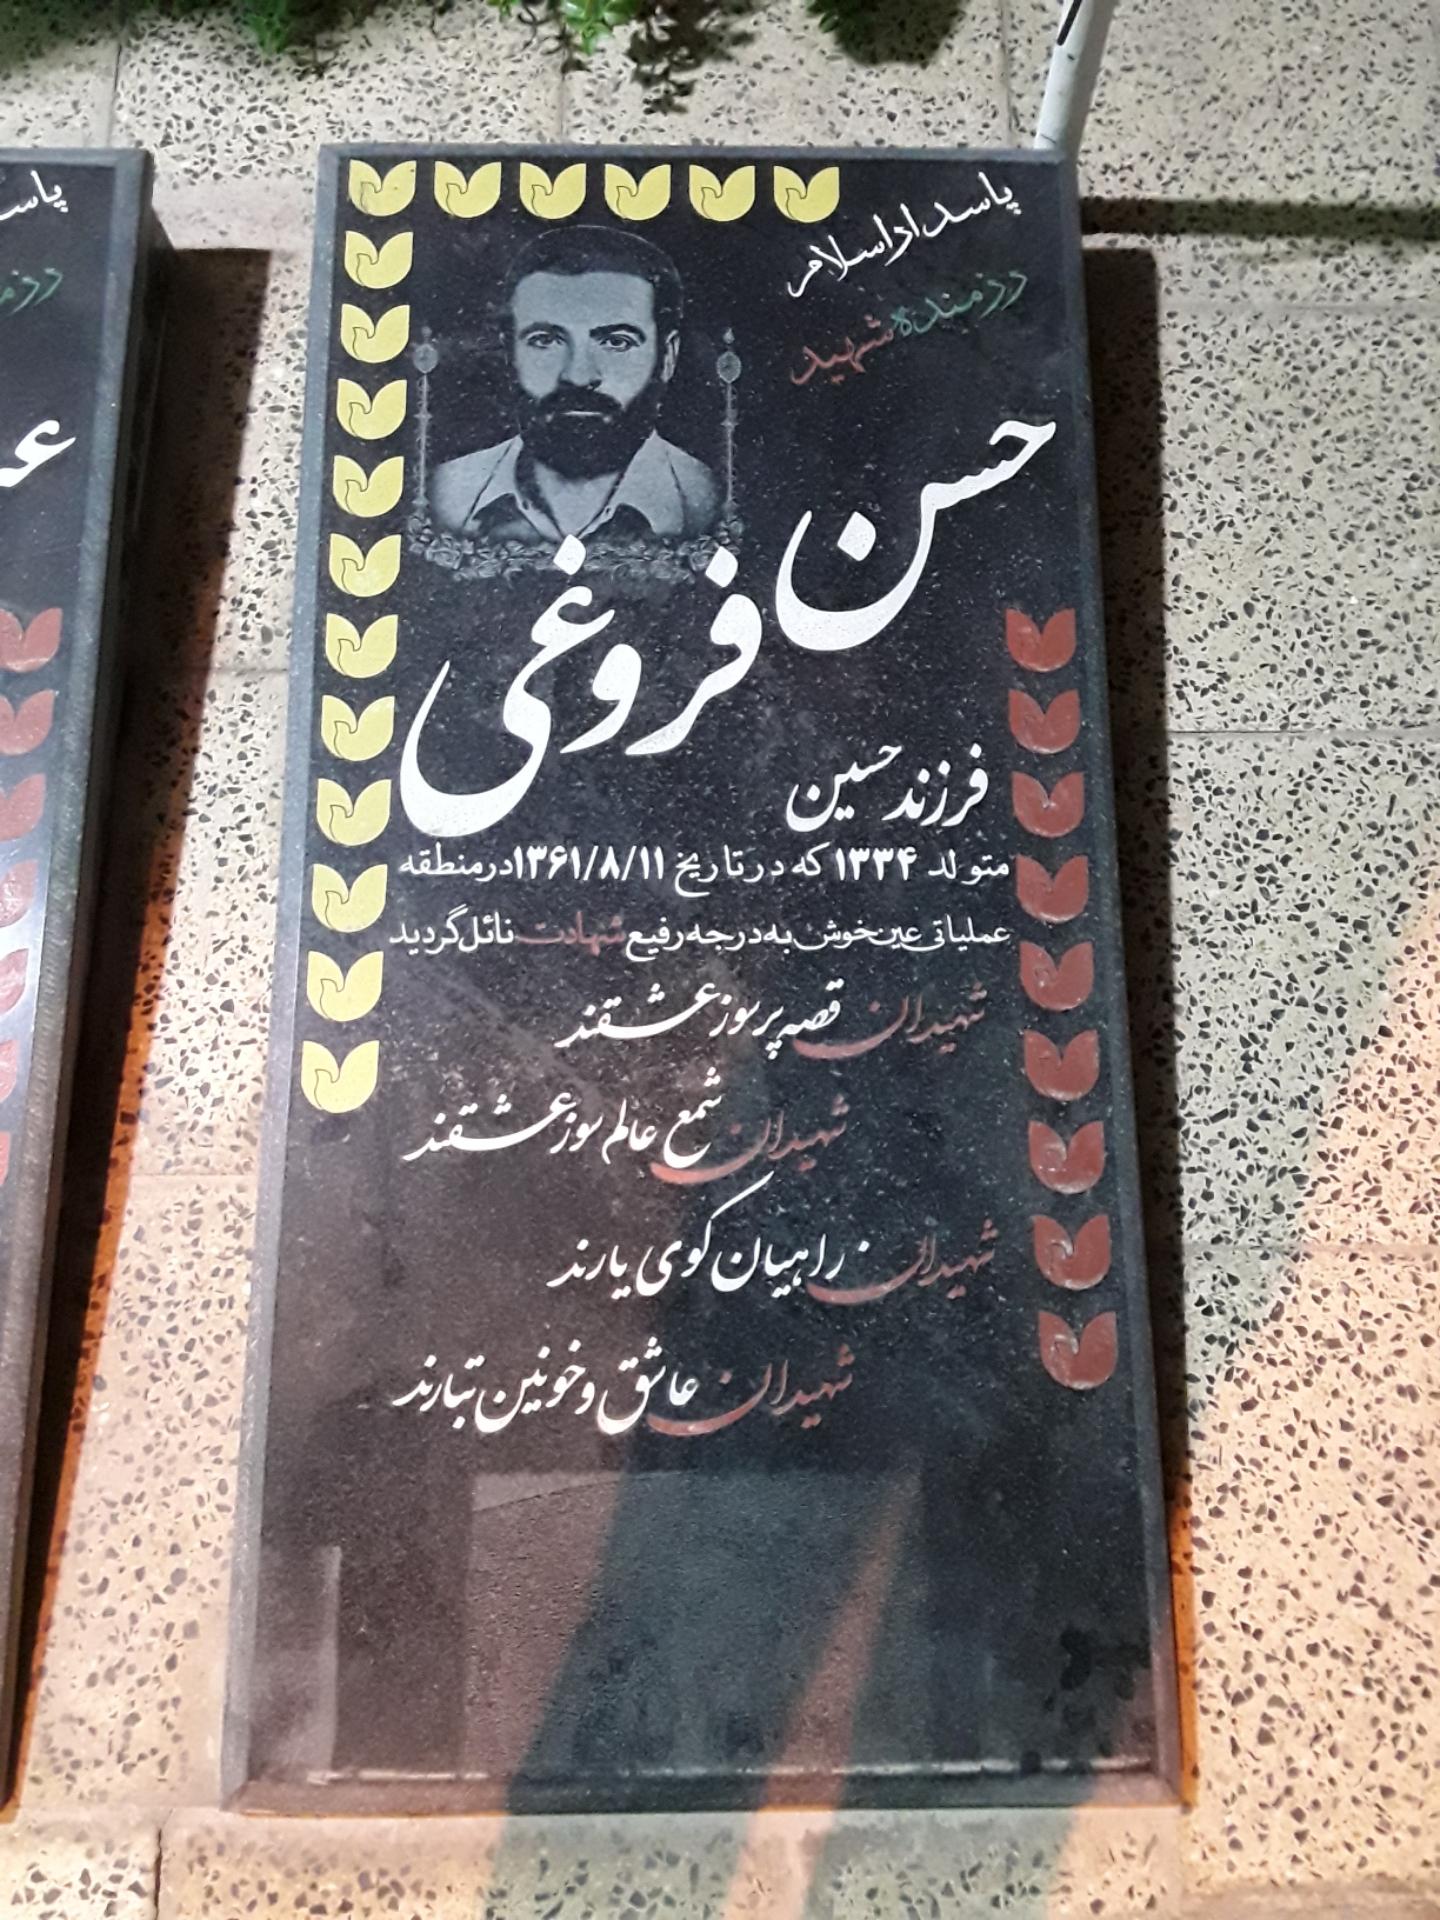 پاسدار اسلام
رزمنده شهید
حسن فروغی
فرزند حسین
متولد ۱۳۳۴ که در تاریخ ۱۳۶۱/۸/۱۱ در منطقه
عملیاتی عین خوش به درجه رفیع شهادت نائل گردید
شهیدان قصه پرسوز عشقند
شهیدان شمع عالم سوز عشقند
شهیدان راهیان کوی یارند
شهیدان عاشق و خونین تبارند